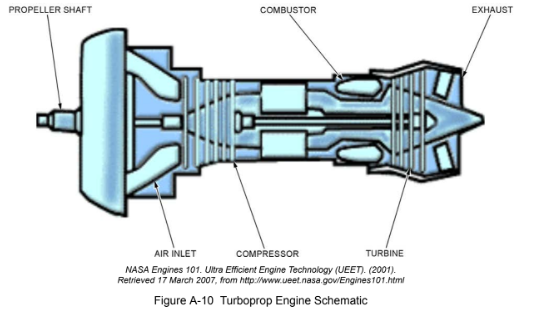 PROPELLER SHAFT
COMBUSTOR
EXHAUST
AIR INLET
COMPRESSOR
TURBINE
NASA Engines 101. Ultra Efficient Engine Technology (UEET). (2001).
Retrieved 17 March 2007, from http://www.ueet.nasa.gov/Engines101.html
Figure A-10 Turboprop Engine Schematic